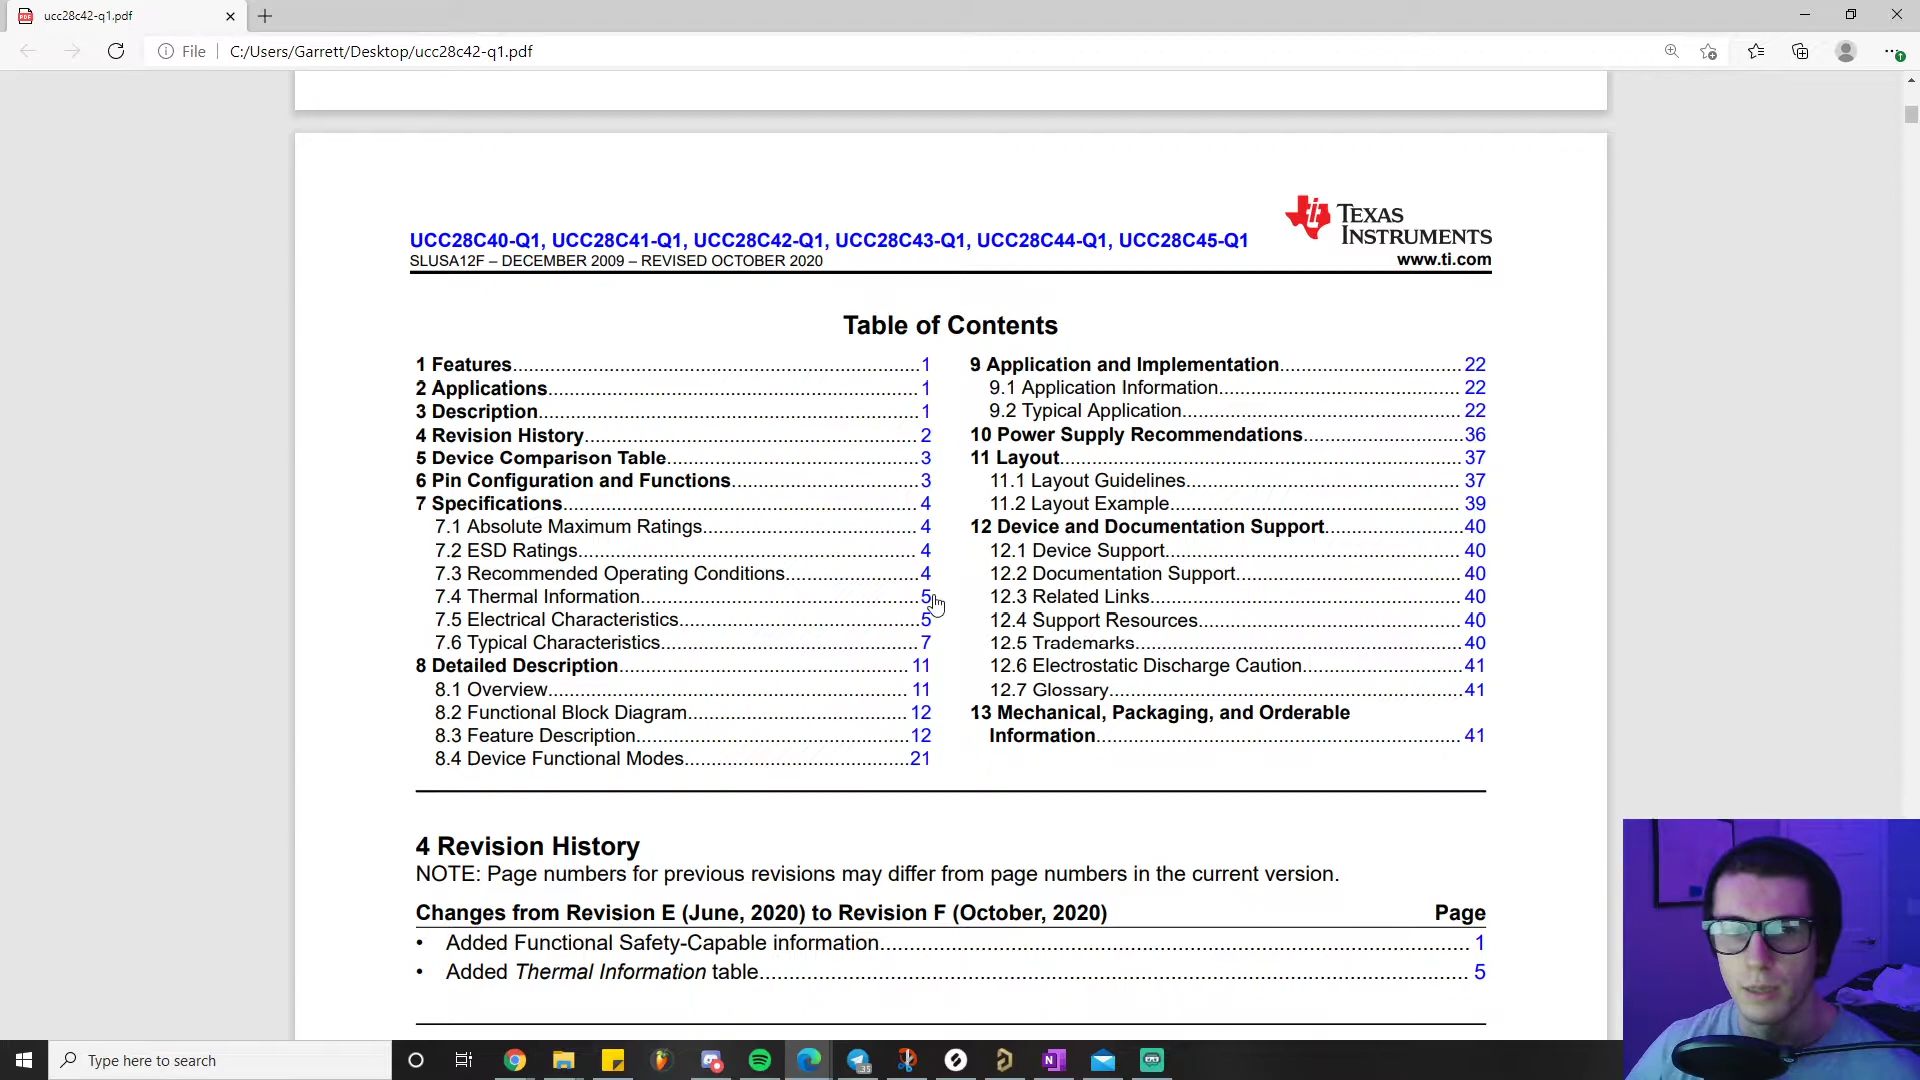 ucc28c42-q1.pdf
File C:/Users/Garrett/Desktop/ucc28c42-q1.pdf
TEXAS
INSTRUMENTS
www.ti.com
UCC28C40-Q1, UCC28C41-Q1, UCC28C42-Q1, UCC28C43-Q1, UCC28C44-Q1, UCC28C45-Q1
SLUSA12F – DECEMBER 2009 – REVISED OCTOBER 2020
Table of Contents
1 Features 1
2 Applications 1
3 Description 1
4 Revision History 2
5 Device Comparison Table 3
6 Pin Configuration and Functions 3
7 Specifications 4
7.1 Absolute Maximum Ratings 4
7.2 ESD Ratings 4
7.3 Recommended Operating Conditions 4
7.4 Thermal Information 5
7.5 Electrical Characteristics 5
7.6 Typical Characteristics 7
8 Detailed Description 11
8.1 Overview 11
8.2 Functional Block Diagram 12
8.3 Feature Description 12
8.4 Device Functional Modes 21
9 Application and Implementation 22
9.1 Application Information 22
9.2 Typical Application 22
10 Power Supply Recommendations 36
11 Layout 37
11.1 Layout Guidelines 37
11.2 Layout Example 39
12 Device and Documentation Support 40
12.1 Device Support 40
12.2 Documentation Support 40
12.3 Related Links 40
12.4 Support Resources 40
12.5 Trademarks 40
12.6 Electrostatic Discharge Caution 41
12.7 Glossary 41
13 Mechanical, Packaging, and Orderable
Information 41
4 Revision History
NOTE: Page numbers for previous revisions may differ from page numbers in the current version.
Changes from Revision E (June, 2020) to Revision F (October, 2020) Page
• Added Functional Safety-Capable information 1
• Added Thermal Information table 5
Type here to search